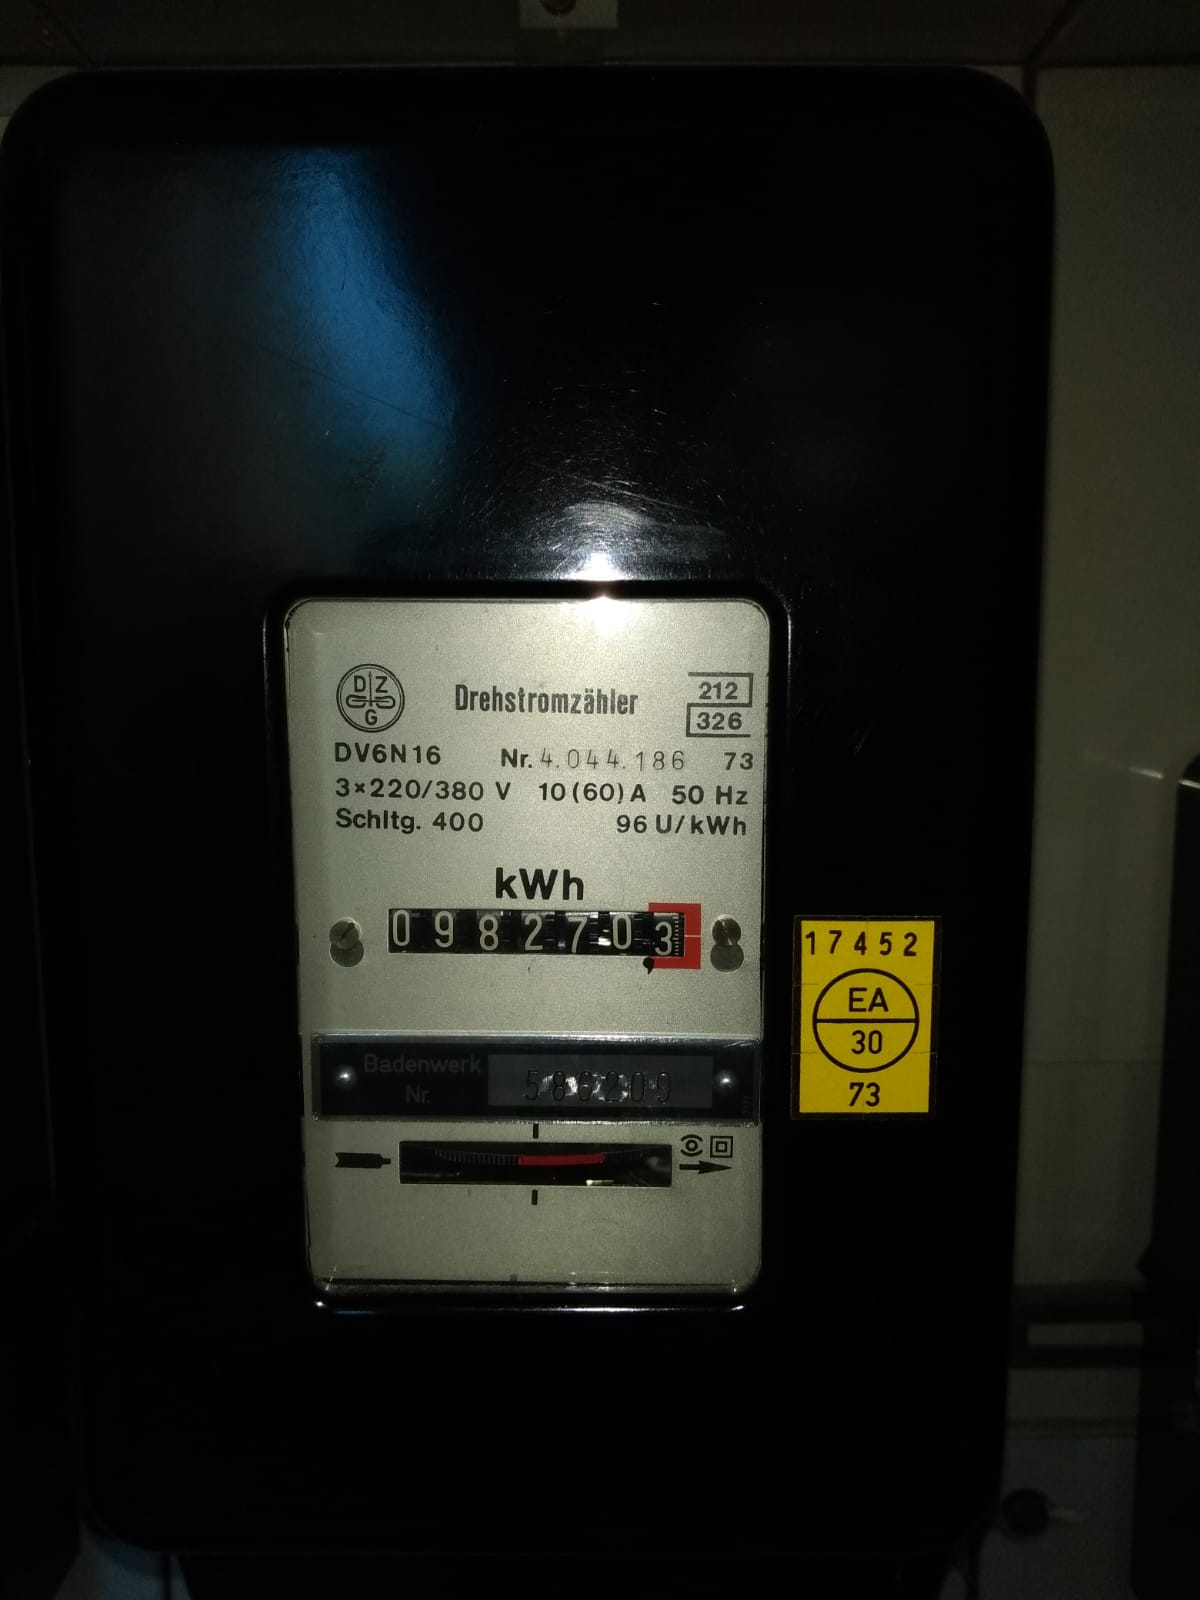 D Z
G
Drehstromzähler
212
326
DV6N16 Nr. 4.044.186 73
3×220/380 V 10(60)A 50 Hz
Schltg. 400 96 U/kWh
kWh
0982703
,
Badenwerk
Nr.
17452
EA
30
73